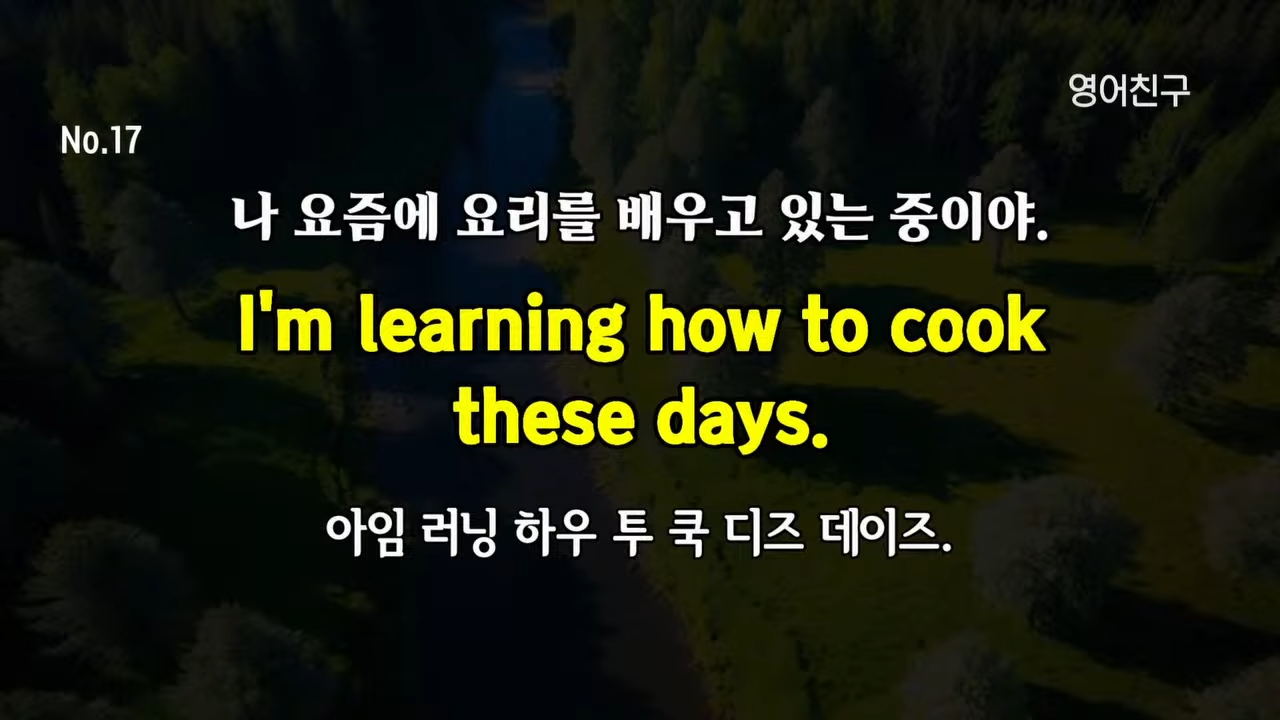 영어친구
No.17
나 요즘에 요리를 배우고 있는 중이야.
I'm learning how to cook
these days.
아임 러닝 하우 투 쿡 디즈 데이즈.